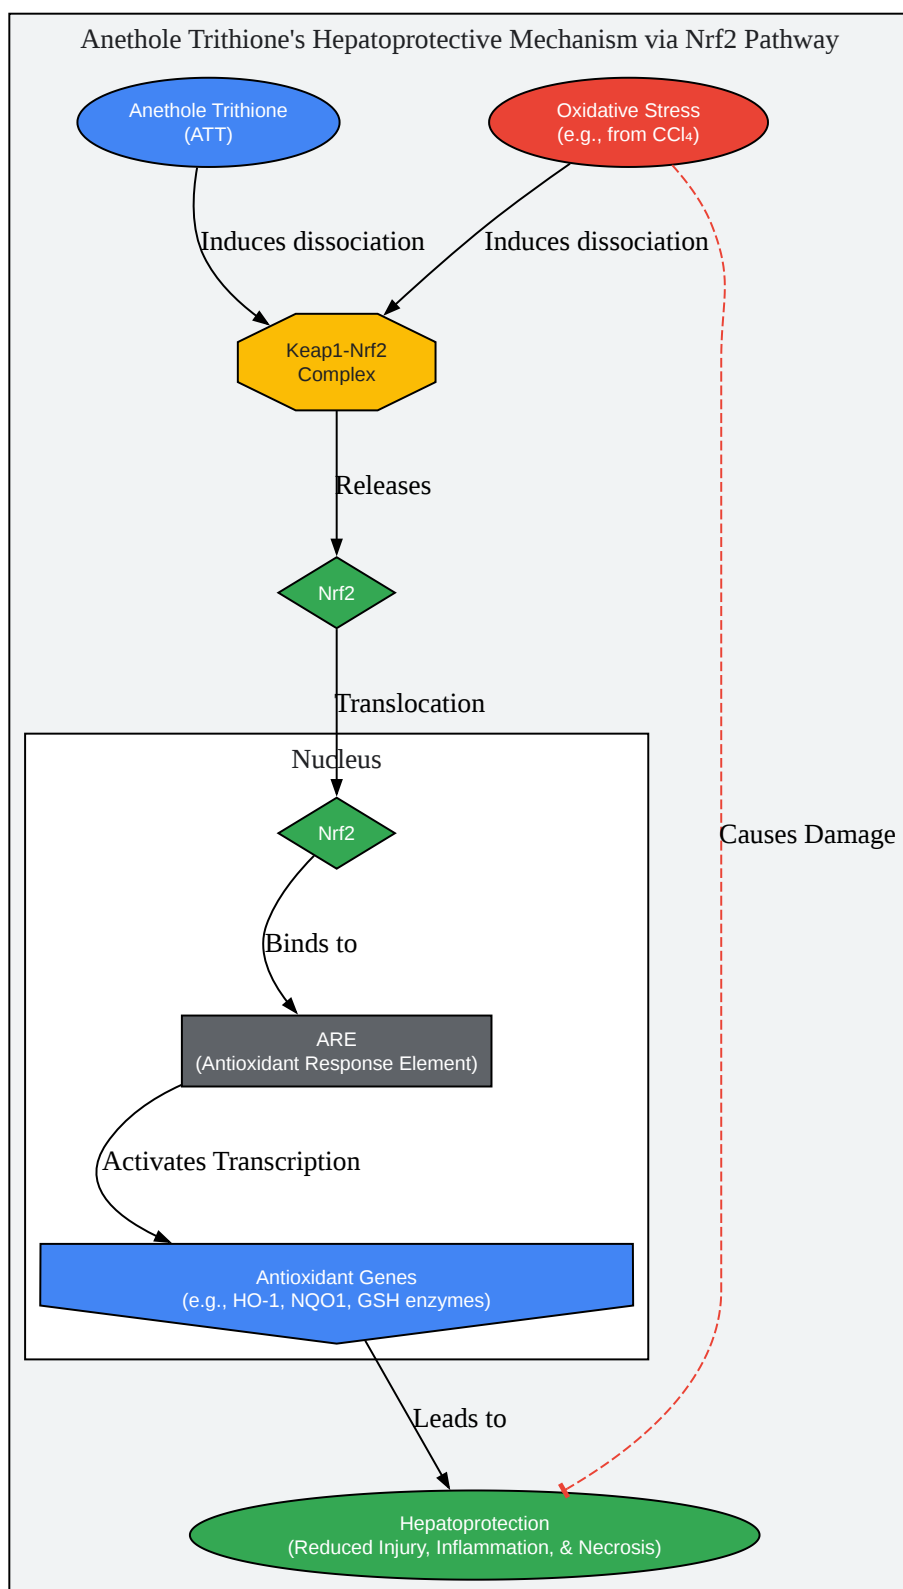 Anethole Trithione's Hepatoprotective Mechanism via Nrf2 Pathway
Anethole Trithione
(ATT)
Oxidative Stress
(e.g., from CCl₄)
Induces dissociation
Induces dissociation
Keap1-Nrf2
Complex
Releases
Nrf2
Translocation
Nucleus
Nrf2
Causes Damage
Binds to
ARE
(Antioxidant Response Element)
Activates Transcription
Antioxidant Genes
(e.g., HO-1, NQO1, GSH enzymes)
Leads to
Hepatoprotection
(Reduced Injury, Inflammation, & Necrosis)